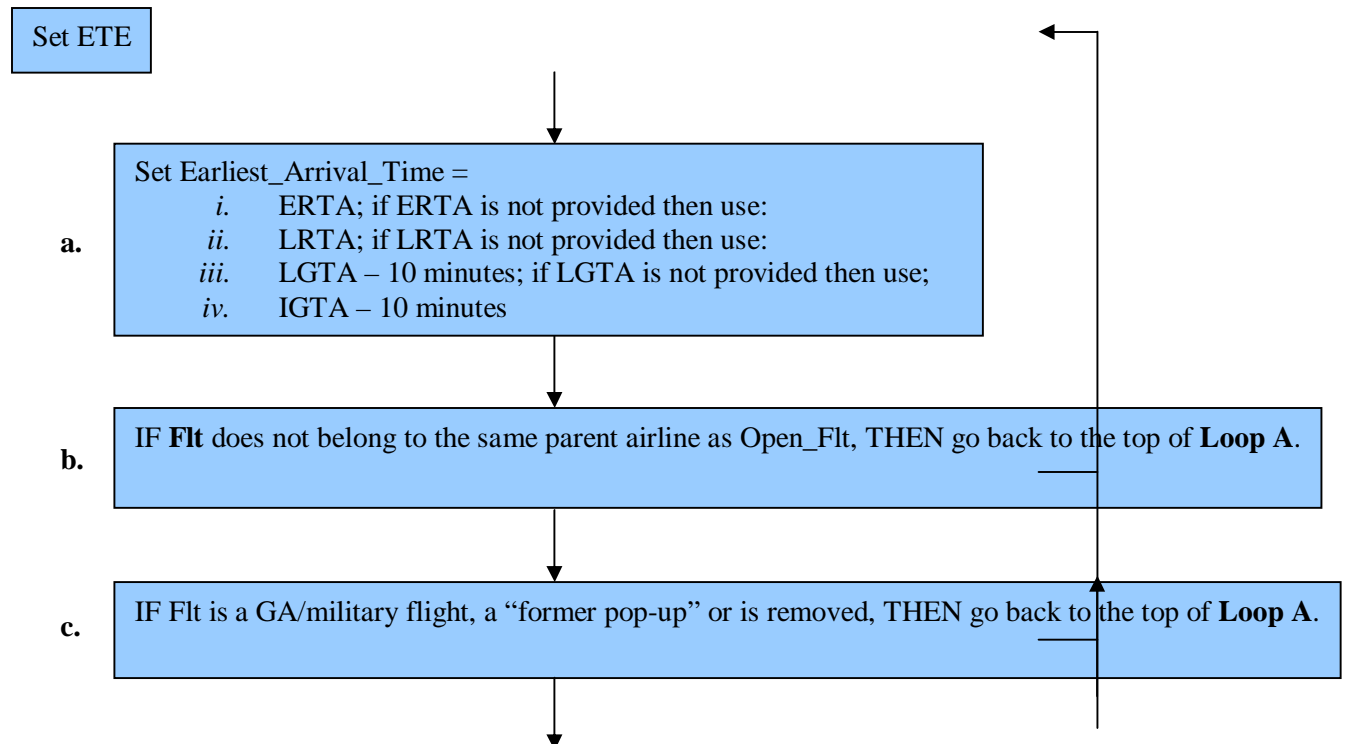 Set ETE
Set Earliest_Arrival_Time =
i. ERTA; if ERTA is not provided then use:
a. ii. LRTA; if LRTA is not provided then use:
iii. LGTA – 10 minutes; if LGTA is not provided then use;
iv. IGTA – 10 minutes
IF Flt does not belong to the same parent airline as Open_Flt, THEN go back to the top of Loop A.
b.
IF Flt is a GA/military flight, a “former pop-up” or is removed, THEN go back to the top of Loop A.
c.